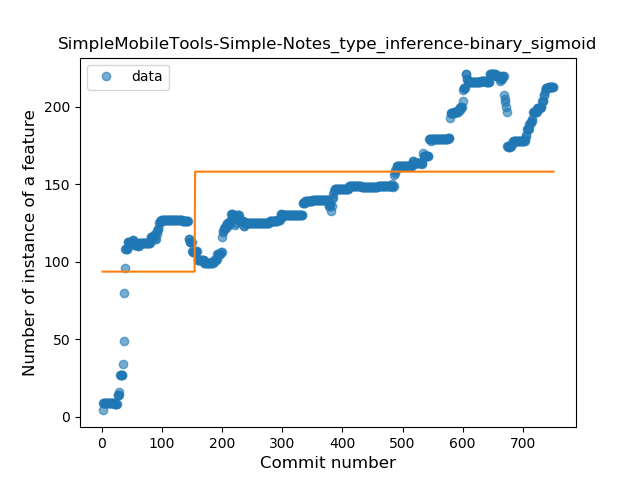 SimpleMobileTools-Simple-Notes_type_inference-binary_sigmoid
data
Number of instance of a feature
200
150
100
50
0
0 100 200 300 400 500 600 700
Commit number